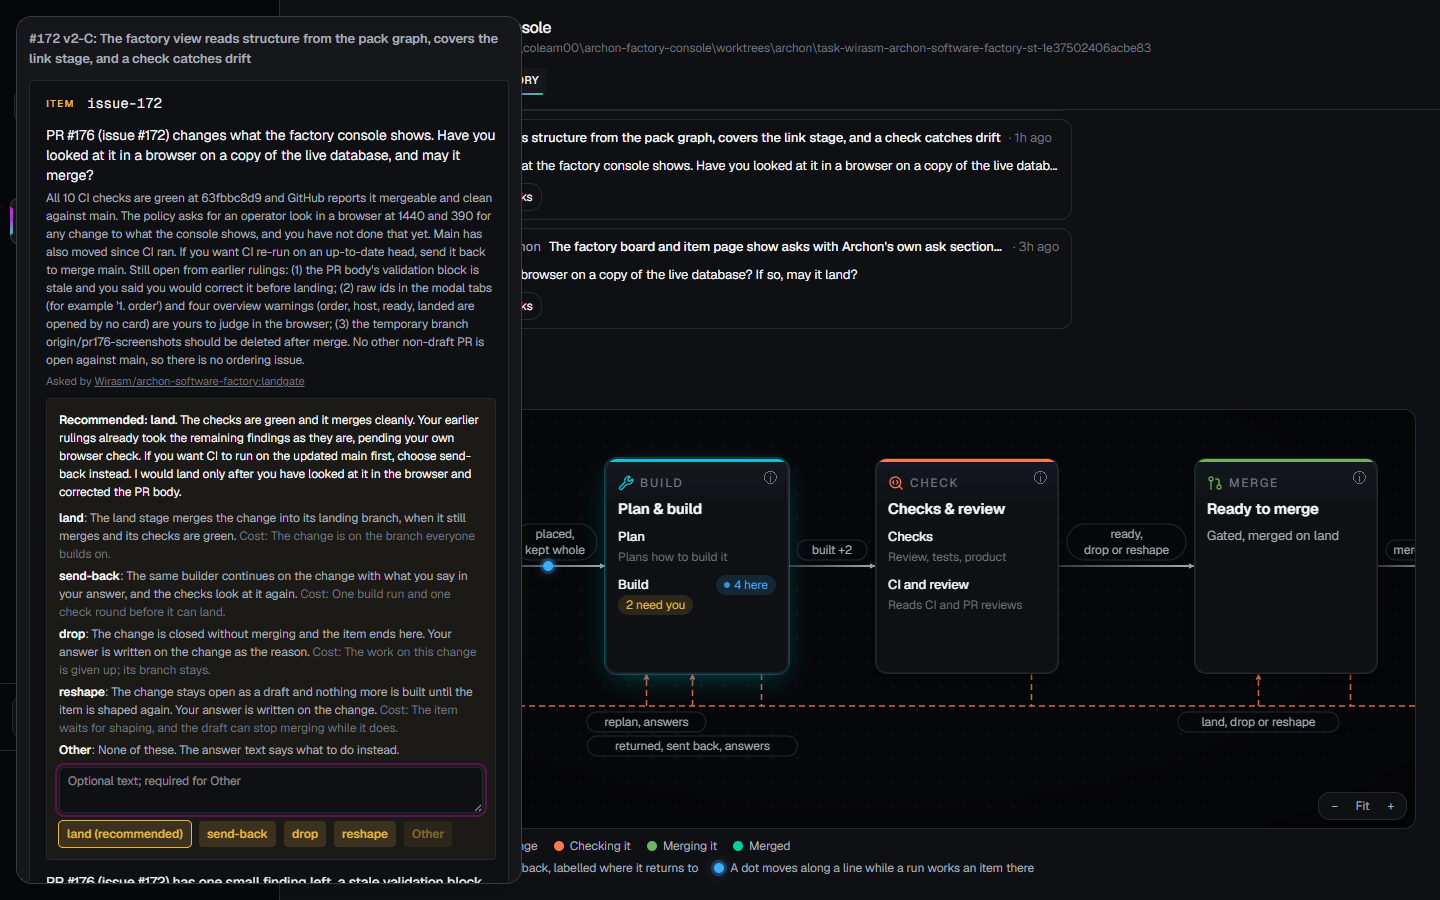 #172 v2-C: The factory view reads structure from the pack graph, covers the
link stage, and a check catches drift
ITEM issue-172
PR #176 (issue #172) changes what the factory console shows. Have you
looked at it in a browser on a copy of the live database, and may it
merge?
All 10 CI checks are green at 63fbbc8d9 and GitHub reports it mergeable and clean
against main. The policy asks for an operator look in a browser at 1440 and 390 for
any change to what the console shows, and you have not done that yet. Main has
also moved since CI ran. If you want CI re-run on an up-to-date head, send it back
to merge main. Still open from earlier rulings: (1) the PR body's validation block is
stale and you said you would correct it before landing; (2) raw ids in the modal tabs
(for example '1. order') and four overview warnings (order, host, ready, landed are
opened by no card) are yours to judge in the browser; (3) the temporary branch
origin/pr176-screenshots should be deleted after merge. No other non-draft PR is
open against main, so there is no ordering issue.
Asked by Wirasm/archon-software-factory:landgate
Recommended: land. The checks are green and it merges cleanly. Your earlier
rulings already took the remaining findings as they are, pending your own
browser check. If you want CI to run on the updated main first, choose send-
back instead. I would land only after you have looked at it in the browser and
corrected the PR body.
land: The land stage merges the change into its landing branch, when it still
merges and its checks are green. Cost: The change is on the branch everyone
builds on.
send-back: The same builder continues on the change with what you say in
your answer, and the checks look at it again. Cost: One build run and one
check round before it can land.
drop: The change is closed without merging and the item ends here. Your
answer is written on the change as the reason. Cost: The work on this change
is given up; its branch stays.
reshape: The change stays open as a draft and nothing more is built until the
item is shaped again. Your answer is written on the change. Cost: The item
waits for shaping, and the draft can stop merging while it does.
Other: None of these. The answer text says what to do instead.
Optional text; required for Other
land (recommended) send-back drop reshape Other
PR #176 (issue #172) has one small finding left, a stale validation block
sole
.coleam00\archon-factory-console\worktrees\archon\task-wirasm-archon-software-factory-st-1e37502406acbe83
ORY
s structure from the pack graph, covers the link stage, and a check catches drift · 1h ago
at the factory console shows. Have you looked at it in a browser on a copy of the live datab...
ks
non The factory board and item page show asks with Archon's own ask section... · 3h ago
browser on a copy of the live database? If so, may it land?
ks
placed,
kept whole
BUILD
Plan & build
Plan
Plans how to build it
Build 4 here
2 need you
built +2
CHECK
Checks & review
Checks
Review, tests, product
CI and review
Reads CI and PR reviews
ready,
drop or reshape
MERGE
Ready to merge
Gated, merged on land
mer
replan, answers
returned, sent back, answers
land, drop or reshape
− Fit +
nge Checking it Merging it Merged
back, labelled where it returns to A dot moves along a line while a run works an item there